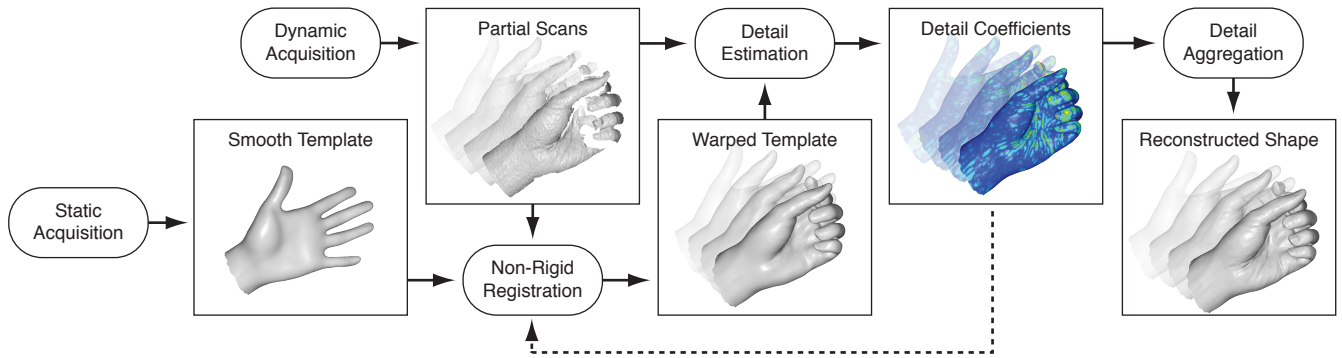 Dynamic
Acquisition
Partial Scans
Detail
Estimation
Detail Coefficients
Detail
Aggregation
Smooth Template
Warped Template
Reconstructed Shape
Static
Acquisition
Non-Rigid
Registration